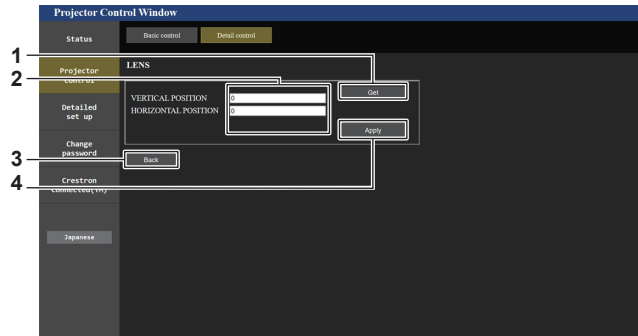 Projector Control Window
Status
Basic control
Detail control
1
LENS
2
Projector
control
Get
VERTICAL POSITION
0
HORIZONTAL POSITION
0
Detailed
set up
Apply
Change
password
3
Back
4
Crestron
Connected(TM)
Japanese